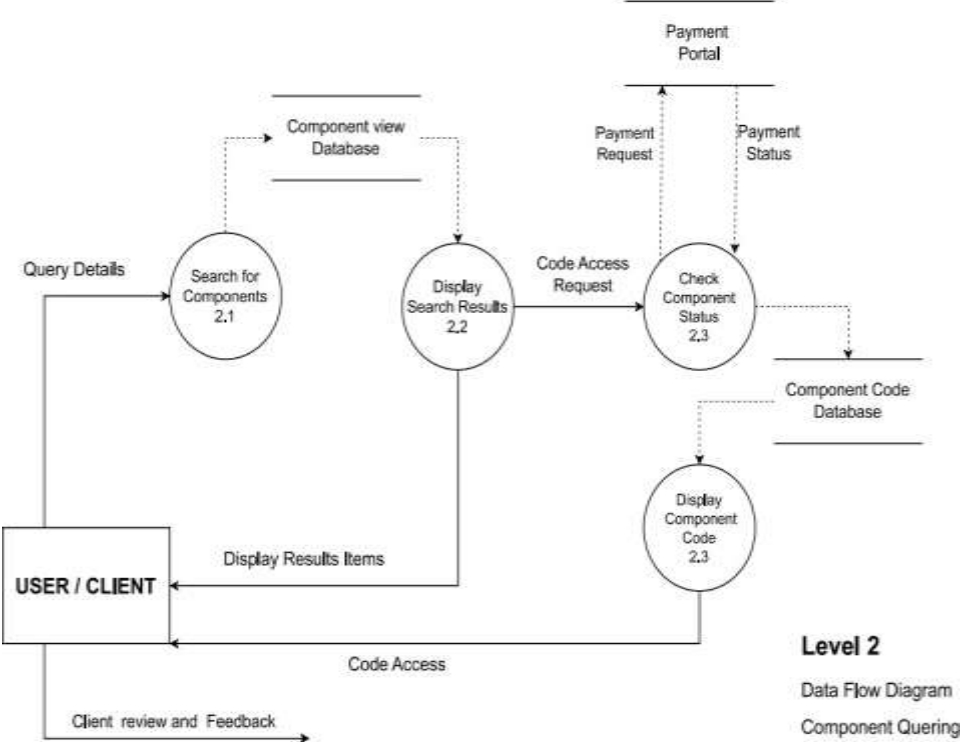 Payment
Portal
Component view
Database
Payment
Request
Payment
Status
Query Details
Search for
Components
2.1
Display
Search Results
2.2
Code Access
Request
Check
Component
Status
2.3
Component Code
Database
Display
Component
Code
2.3
USER / CLIENT
Display Results Items
Code Access
Level 2
Data Flow Diagram
Component Quering
Client review and Feedback